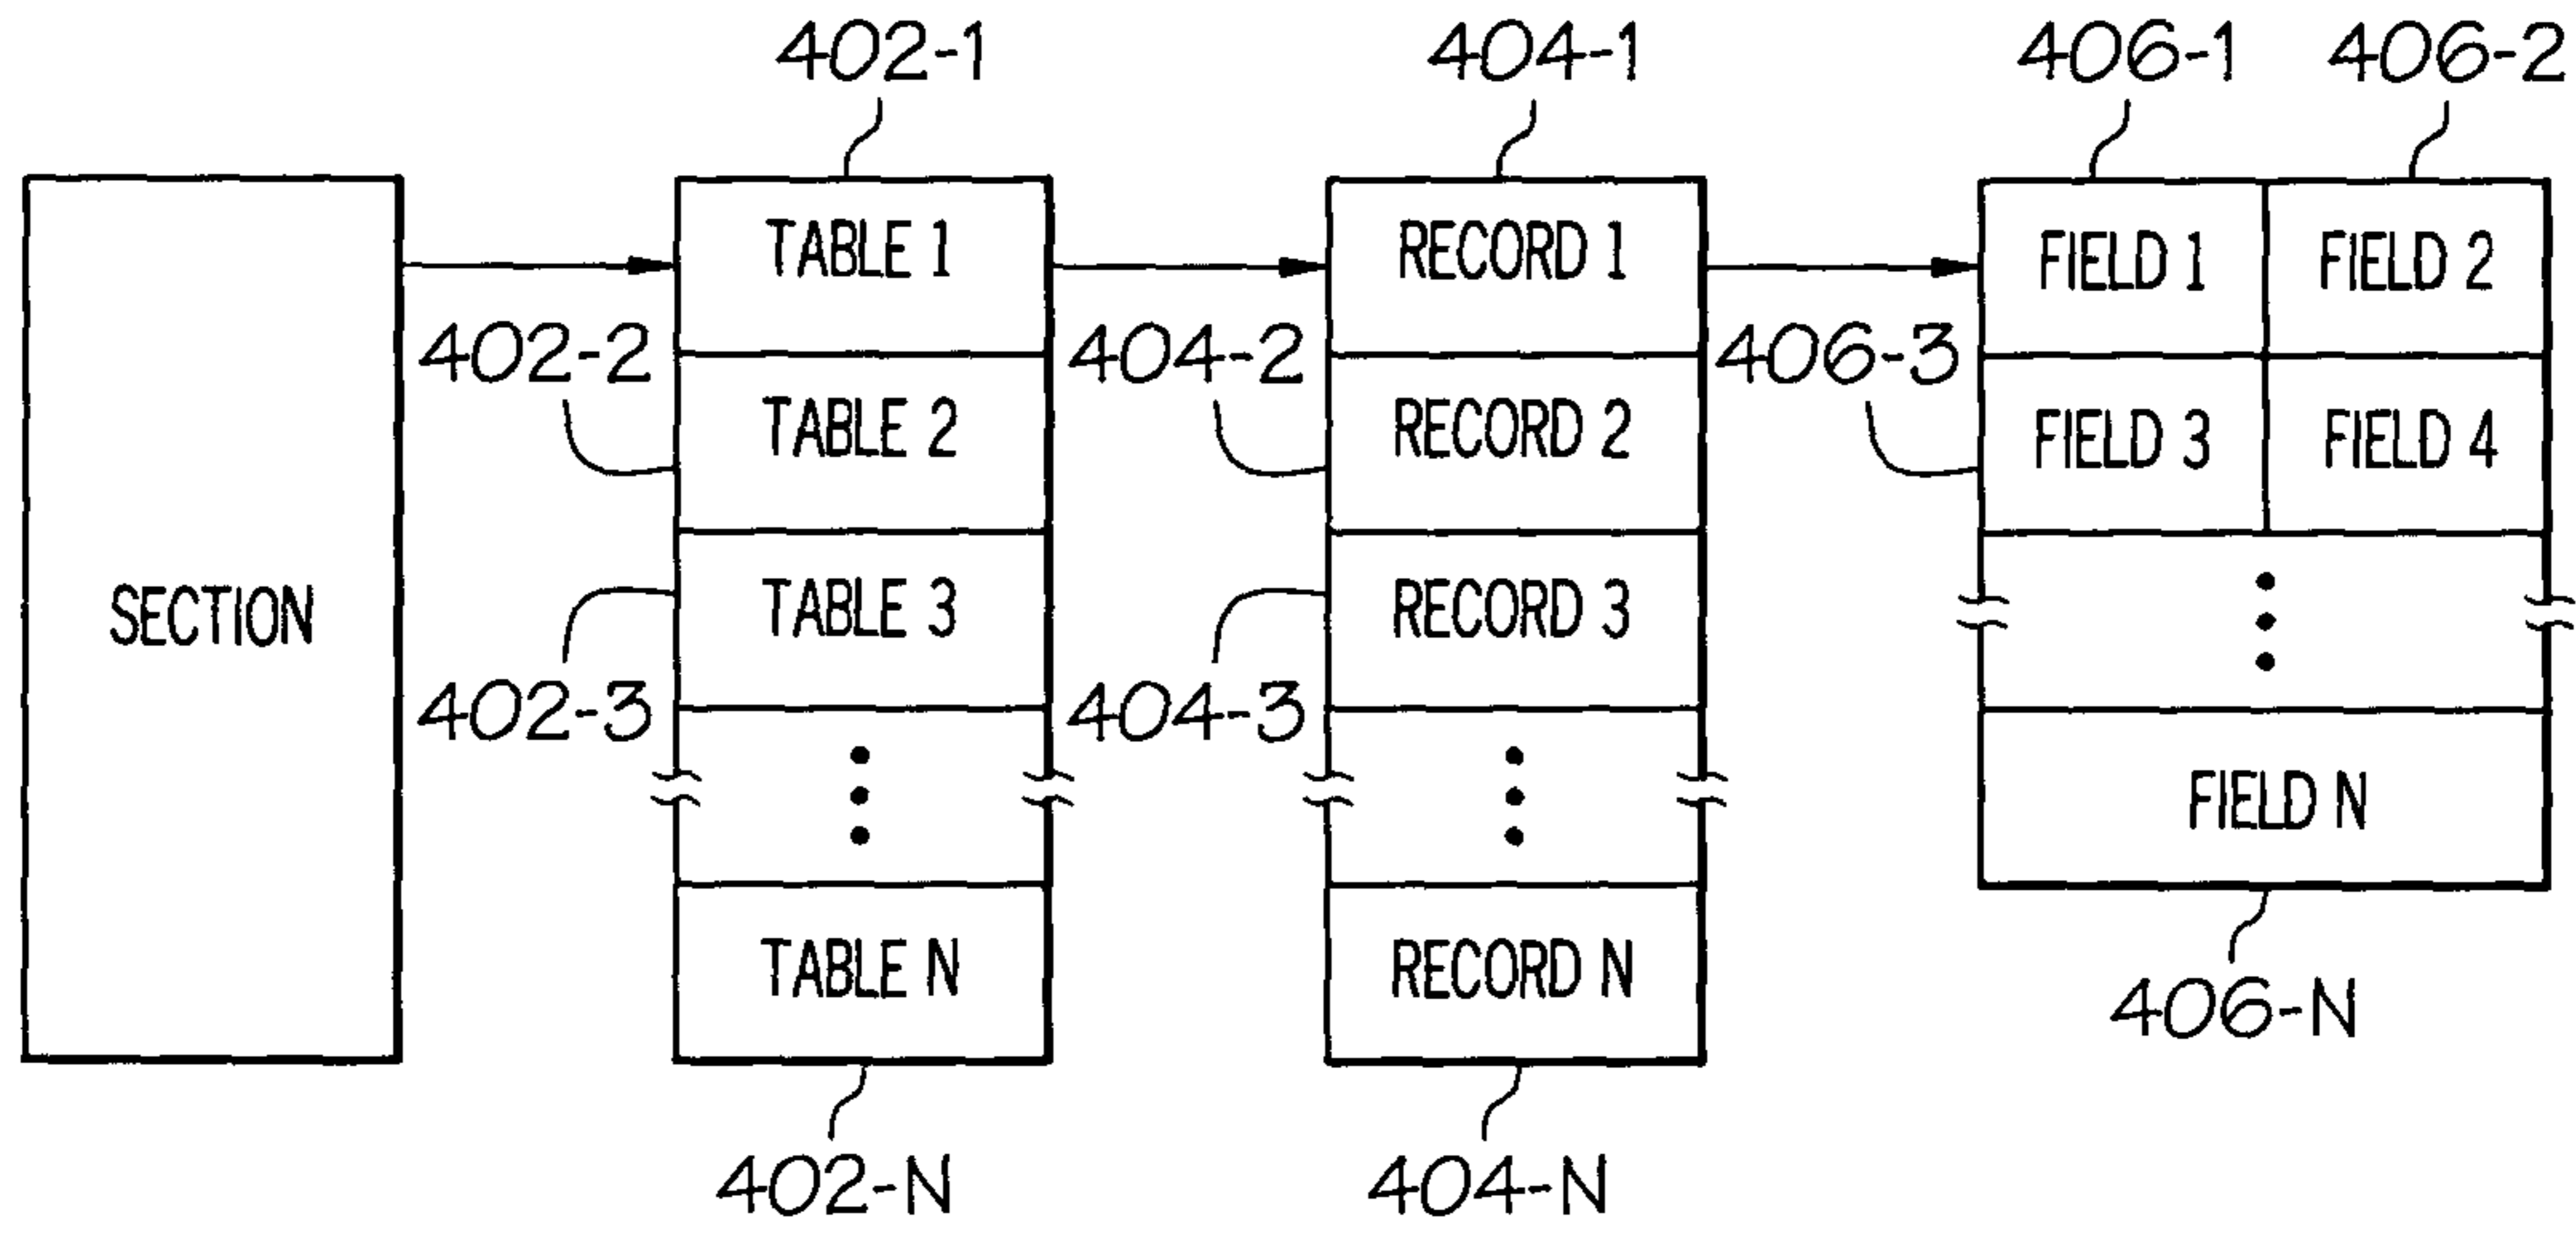 402-1
404-1
406-1
406-2
SECTION
402-2
402-3
TABLE 1
TABLE 2
TABLE 3
TABLE N
402-N
404-2
404-3
RECORD 1
RECORD 2
RECORD 3
RECORD N
404-N
406-3
FIELD 1
FIELD 2
FIELD 3
FIELD 4
FIELD N
406-N